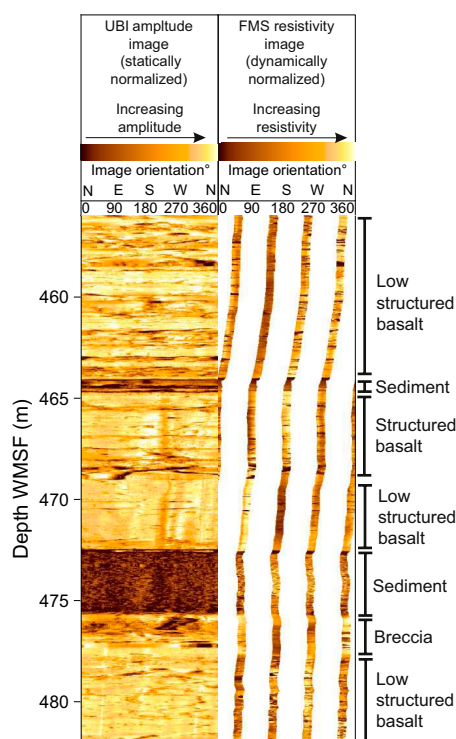 UBI ampltude
image
(statically
normalized)
FMS resistivity
image
(dynamically
normalized)
Increasing
amplitude
Increasing
resistivity
Image orientation° Image orientation°
N E S W N E S W N
0 90 180 270 360 0 90 180 270 360
Depth WMSF (m)
460
465
470
475
480
Low
structured
basalt
Sediment
Structured
basalt
Low
structured
basalt
Sediment
Breccia
Low
structured
basalt